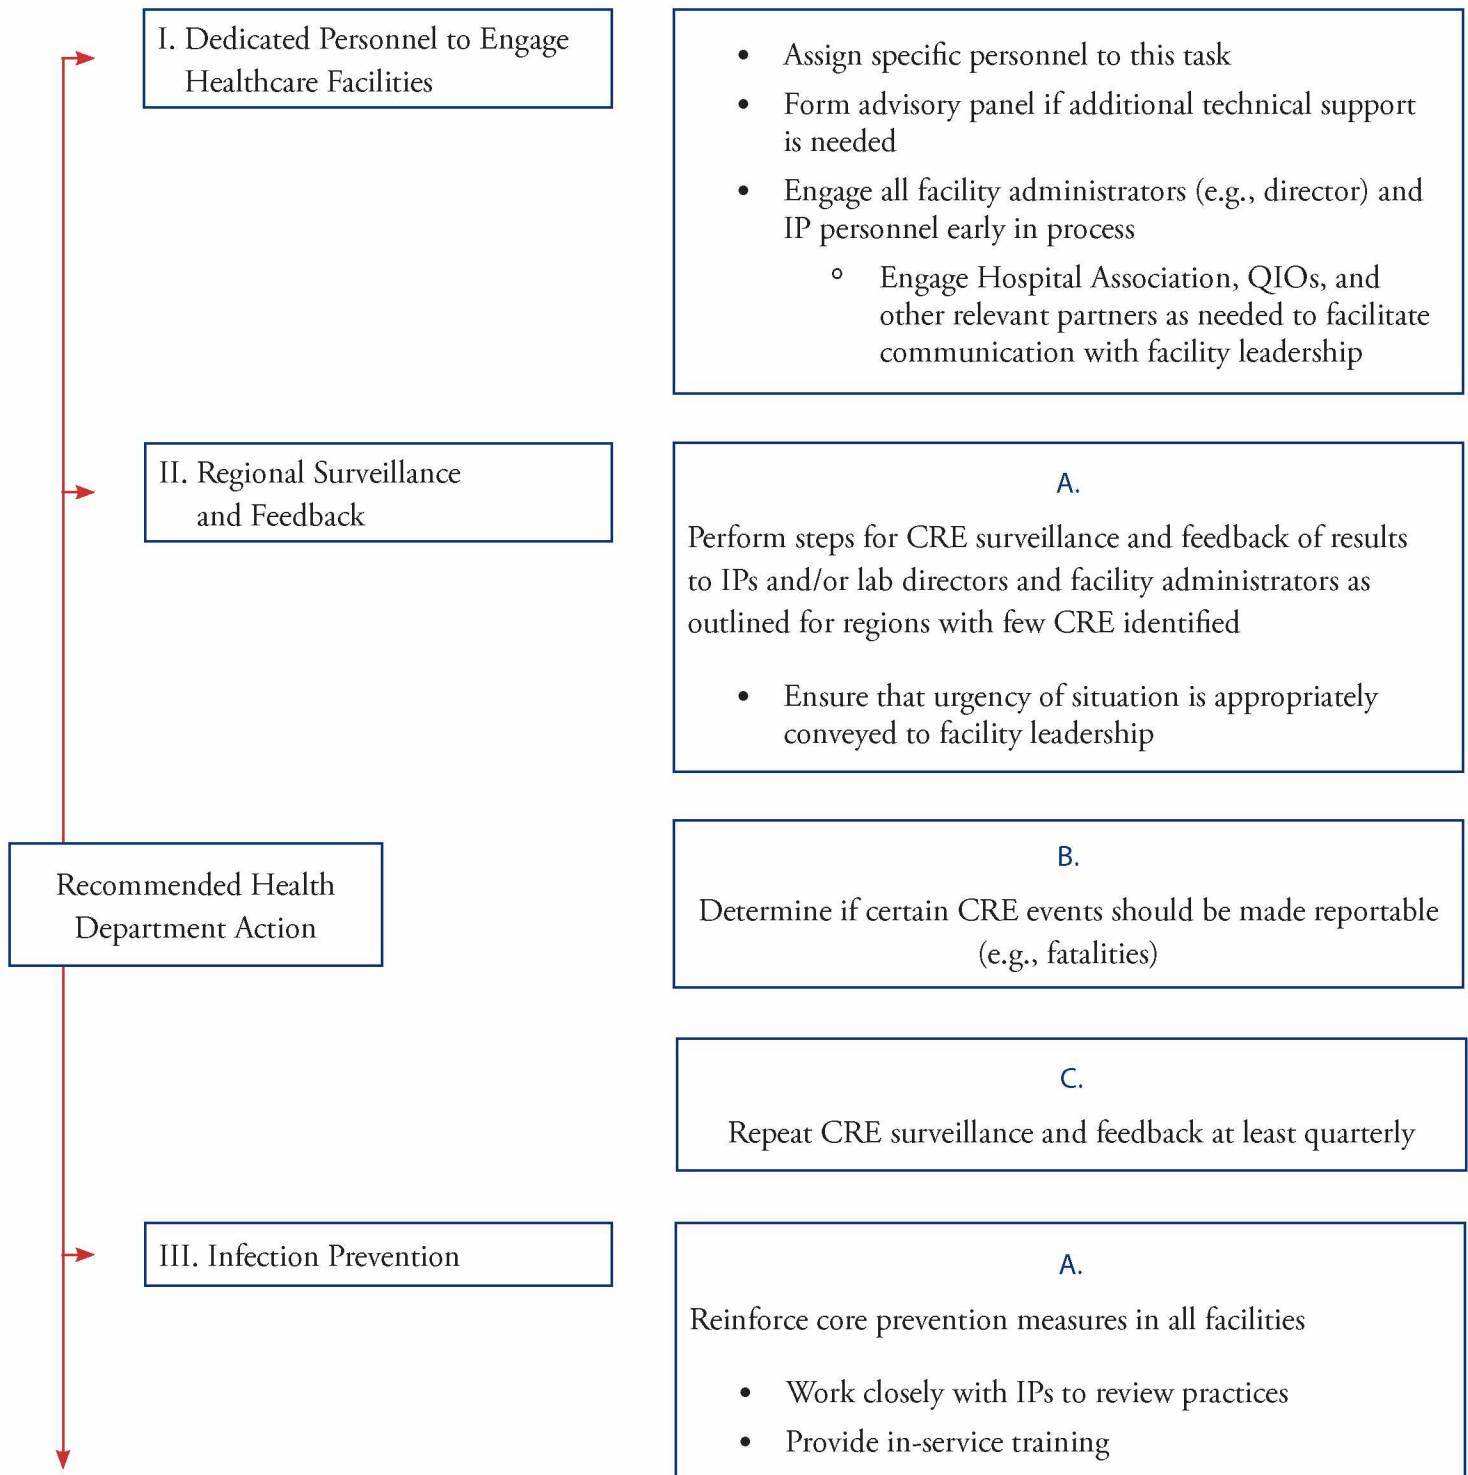 I. Dedicated Personnel to Engage
Healthcare Facilities
• Assign specific personnel to this task
• Form advisory panel if additional technical support
is needed
• Engage all facility administrators (e.g., director) and
IP personnel early in process
° Engage Hospital Association, QIOs, and
other relevant partners as needed to facilitate
communication with facility leadership
II. Regional Surveillance
and Feedback
A.
Perform steps for CRE surveillance and feedback of results
to IPs and/or lab directors and facility administrators as
outlined for regions with few CRE identified
• Ensure that urgency of situation is appropriately
conveyed to facility leadership
Recommended Health
Department Action
B.
Determine if certain CRE events should be made reportable
(e.g., fatalities)
C.
Repeat CRE surveillance and feedback at least quarterly
III. Infection Prevention
A.
Reinforce core prevention measures in all facilities
• Work closely with IPs to review practices
• Provide in-service training